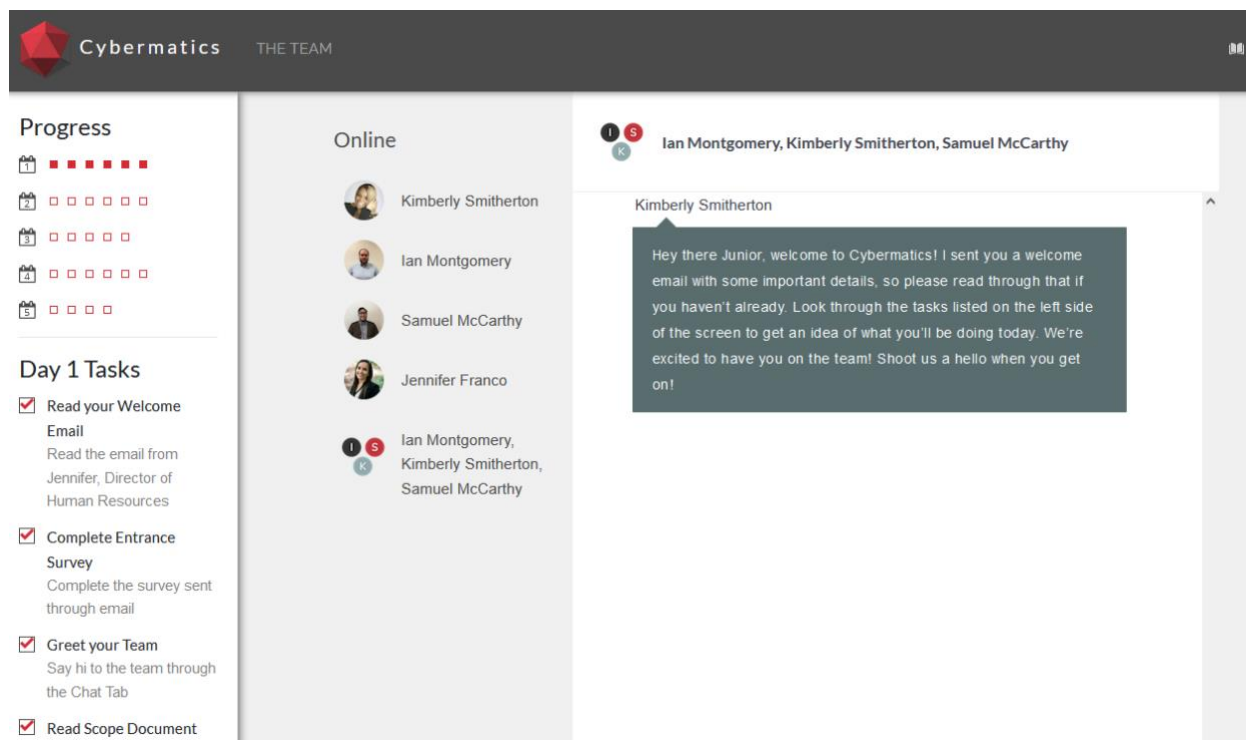 Cybermatics THE TEAM
Progress
1
2
3
4
5
Day 1 Tasks
Read your Welcome
Email
Read the email from
Jennifer, Director of
Human Resources
Complete Entrance
Survey
Complete the survey sent
through email
Greet your Team
Say hi to the team through
the Chat Tab
Read Scope Document
Online
Kimberly Smitherton
Ian Montgomery
Samuel McCarthy
Jennifer Franco
I S
K
Ian Montgomery,
Kimberly Smitherton,
Samuel McCarthy
I S
K
Ian Montgomery, Kimberly Smitherton, Samuel McCarthy
Kimberly Smitherton
Hey there Junior, welcome to Cybermatics! I sent you a welcome
email with some important details, so please read through that if
you haven't already. Look through the tasks listed on the left side
of the screen to get an idea of what you'll be doing today. We're
excited to have you on the team! Shoot us a hello when you get
on!